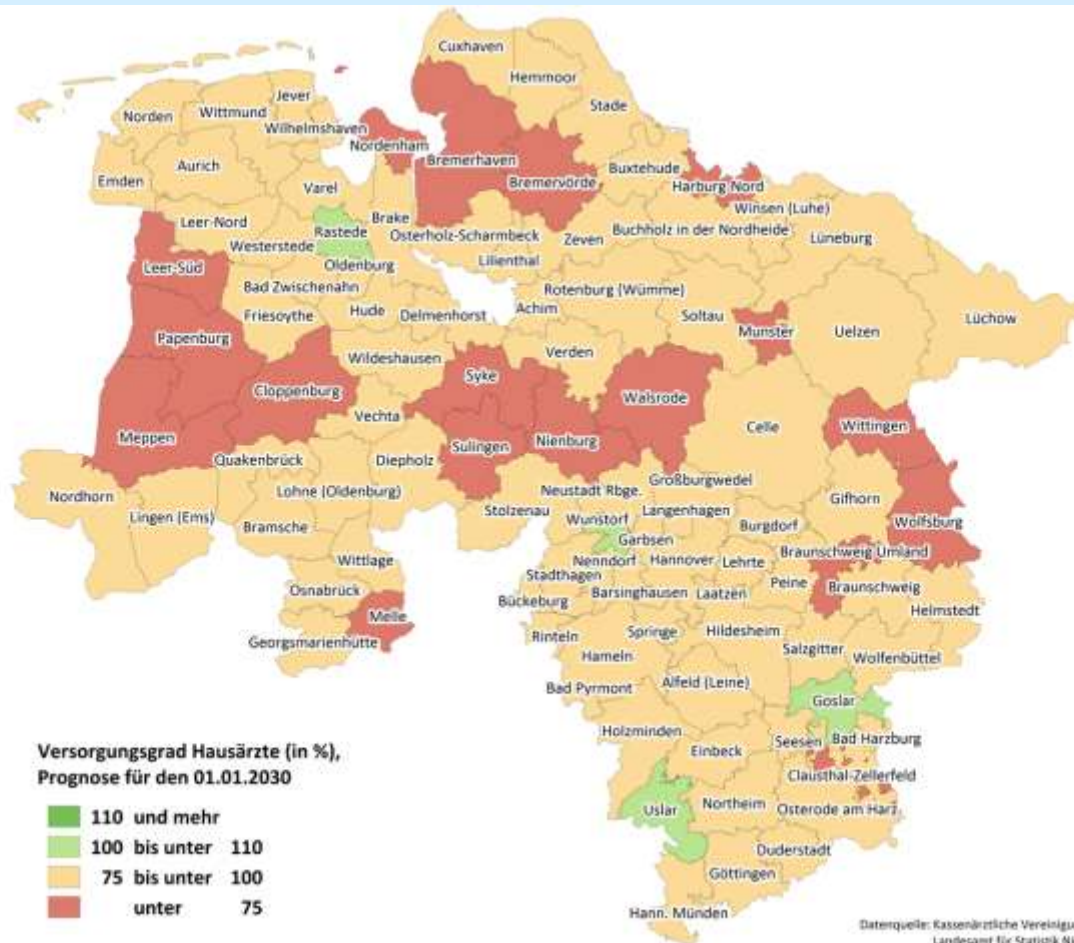 Cuxhaven
Hemmoor
Stade
Jever
Norden
Wittmund
Wilhelmshaven
Nordenham
Aurich
Bremerhaven
Buxtehude
Emden
Bremervörde
Harburg Nord
Varel
Winsen (Luhe)
Leer-Nord
Brake
Rastede
Osterholz-Scharmbeck
Zeven
Buchholz in der Nordheide
Lüneburg
Westerstede
Lilienthal
Leer-Süd
Oldenburg
Bad Zwischenahn
Rotenburg (Wümme)
Friesoythe
Hude
Delmenhorst
Achim
Soltau
Lüchow
Papenburg
Munster
Uelzen
Wildeshausen
Verden
Syke
Cloppenburg
Walsrode
Vechta
Meppen
Sulingen
Nienburg
Celle
Wittingen
Quakenbrück
Diepholz
Großburgwedel
Nordhorn
Lohne (Oldenburg)
Neustadt Rbge.
Gifhorn
Lingen (Ems)
Bramsche
Stolzenau
Wunstorf
Langenhagen
Burgdorf
Wolfsburg
Garbsen
Wittlage
Nenndorf
Hannover
Lehrte
Braunschweig Umland
Stadthagen
Osnabrück
Barsinghausen
Laatzen
Peine
Braunschweig
Bückeburg
Helmstedt
Melle
Georgsmarienhütte
Rinteln
Springe
Hildesheim
Salzgitter
Hameln
Wolfenbüttel
Bad Pyrmont
Alfeld (Leine)
Goslar
Holzminden
Seesen
Bad Harzburg
Einbeck
Clausthal-Zellerfeld
Uslar
Northeim
Osterode am Harz
Duderstadt
Göttingen
Hann. Münden
Versorgungsgrad Hausärzte (in %),
Prognose für den 01.01.2030
110 und mehr
100 bis unter 110
75 bis unter 100
unter 75
Datenquelle: Kassenärztliche Vereinigu
Landesamt für Statistik Ni